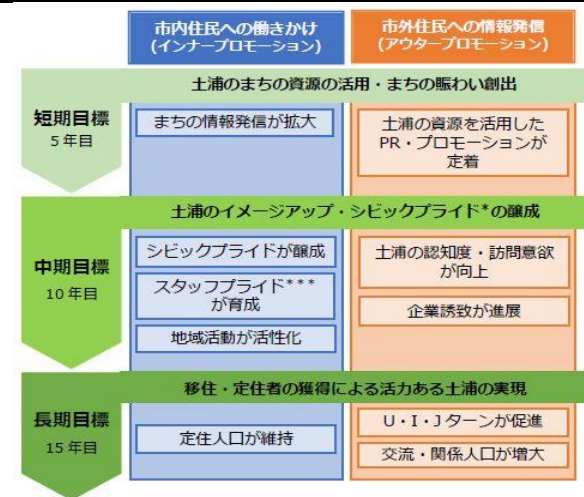 市内住民への働きかけ
(インナープロモーション)
市外住民への情報発信
(アウタープロモーション)
土浦のまちの資源の活用・まちの賑わい創出
短期目標
5年目
まちの情報発信が拡大
土浦の資源を活用した
PR・プロモーションが
定着
土浦のイメージアップ・シビックプライド*の醸成
中期目標
10年目
シビックプライドが醸成
スタッフプライド***
が育成
地域活動が活性化
土浦の認知度・訪問意欲
が向上
企業誘致が進展
移住・定住者の獲得による活力ある土浦の実現
長期目標
15年目
定住人口が維持
U・I・Jターンが促進
交流・関係人口が増大